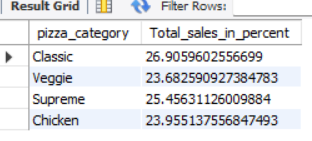 Result Grid Filter Rows:
pizza_category Total_sales_in_percent
Classic 26.9059602556699
Veggie 23.682590927384783
Supreme 25.45631126009884
Chicken 23.955137556847493